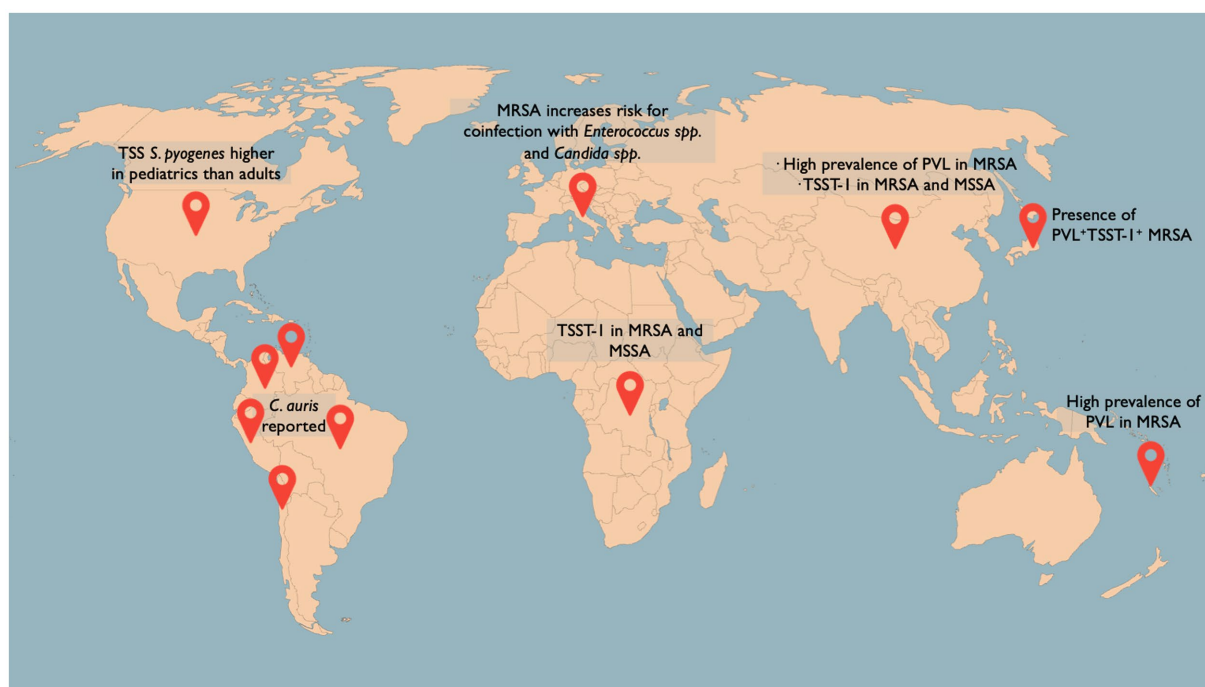 MRSA increases risk for
coinfection with Enterococcus spp.
and Candida spp.
TSS S. pyogenes higher
in pediatrics than adults
· High prevalence of PVL in MRSA
·TSST-1 in MRSA and MSSA
Presence of
PVL⁺TSST-1⁺ MRSA
TSST-1 in MRSA and
MSSA
C. auris
reported
High prevalence of
PVL in MRSA